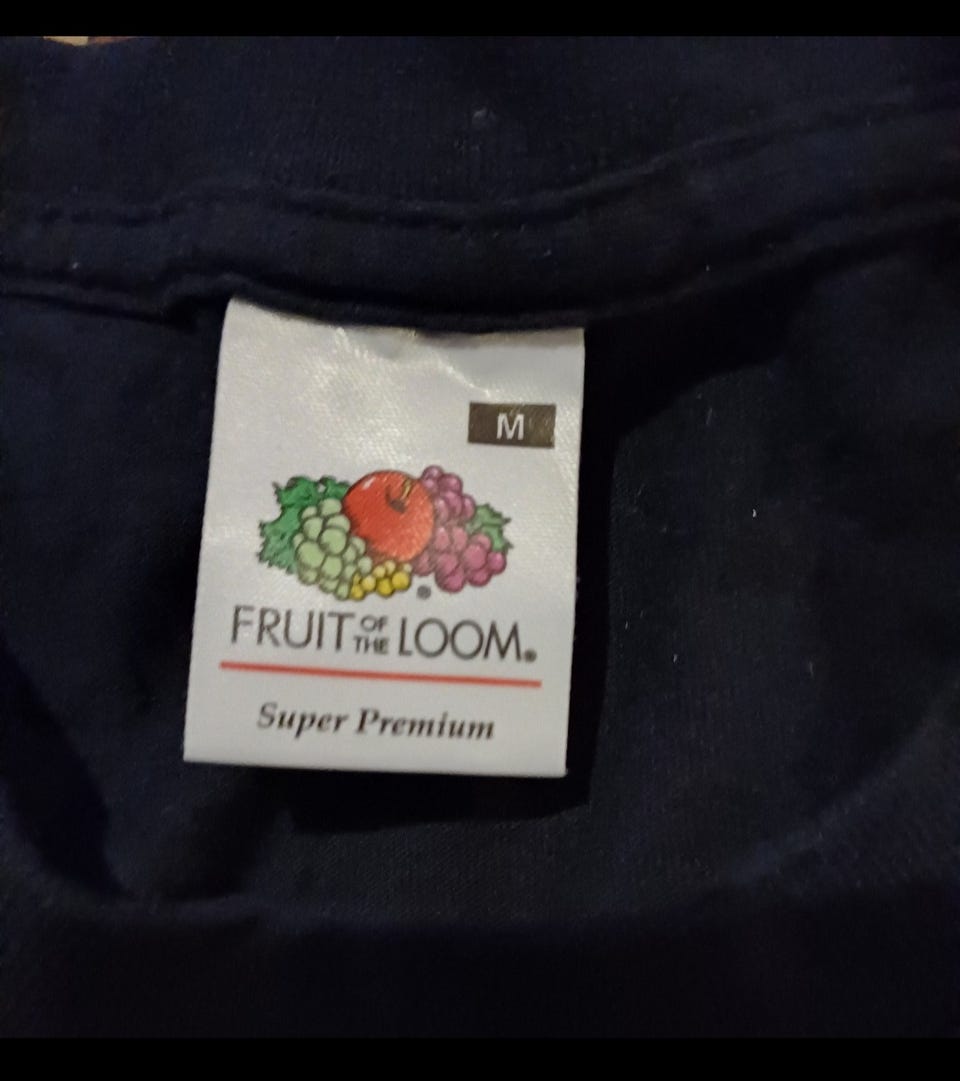 M
®
FRUIT OF THE LOOM®
Super Premium